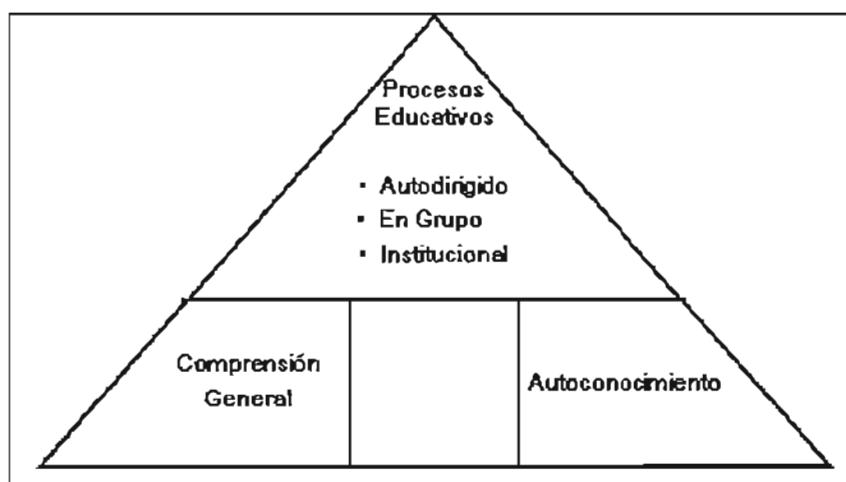 Procesos
Educativos
· Autodirigido
· En Grupo
· Institucional
Comprensión
General
Autoconocimiento